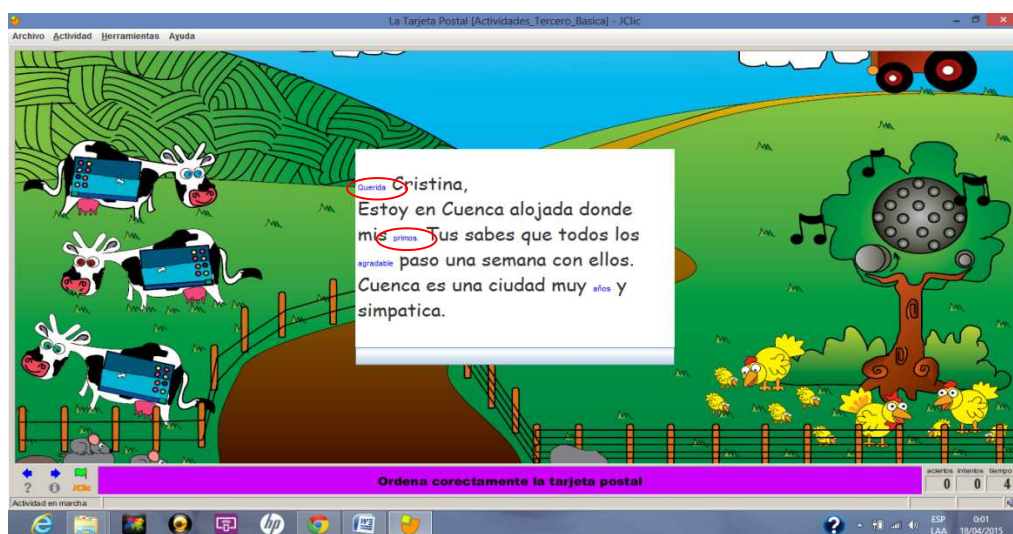 La Tarjeta Postal [Actividades_Tercero_Basica] - JClic
Archivo Actividad Herramientas Ayuda
Querida Cristina,
Estoy en Cuenca alojada donde
mis primos. Tus sabes que todos los
agradable paso una semana con ellos.
Cuenca es una ciudad muy años y
simpatica.
Ordena corectamente la tarjeta postal
aciertos intentos tiempo
0 0 4
JClic
Actividad en marcha
ESP 0:01
LAA 18/04/2015